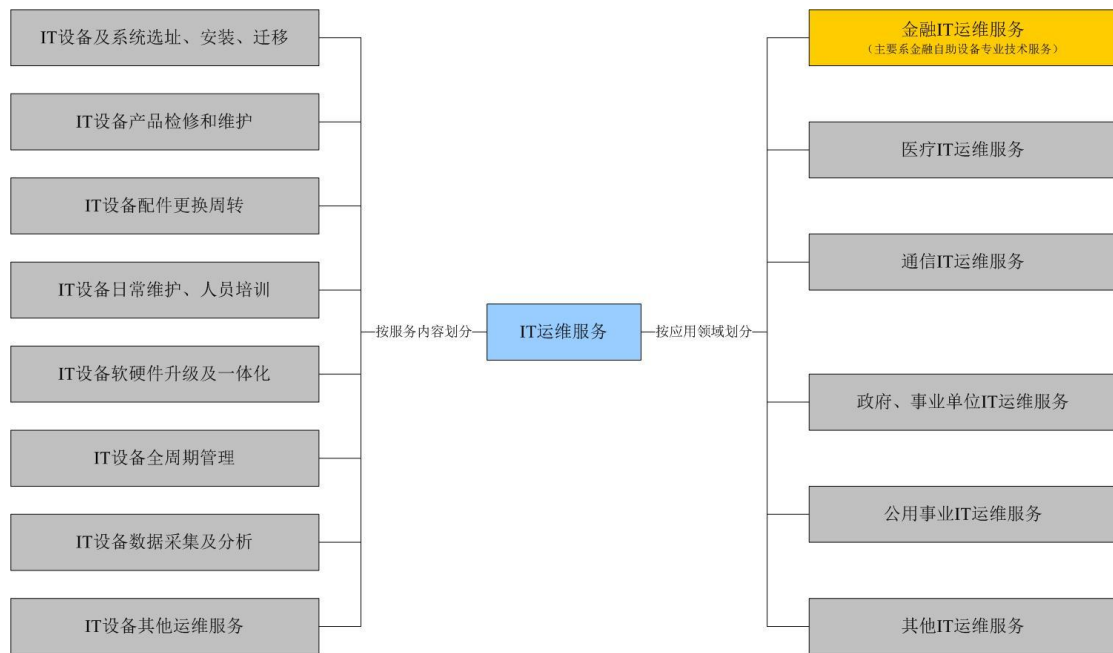 IT设备及系统选址、安装、迁移
IT设备产品检修和维护
IT设备配件更换周转
IT设备日常维护、人员培训
IT设备软硬件升级及一体化
IT设备全周期管理
IT设备数据采集及分析
IT设备其他运维服务
按服务内容划分
IT运维服务
按应用领域划分
金融IT运维服务
（主要系金融自助设备专业技术服务）
医疗IT运维服务
通信IT运维服务
政府、事业单位IT运维服务
公用事业IT运维服务
其他IT运维服务